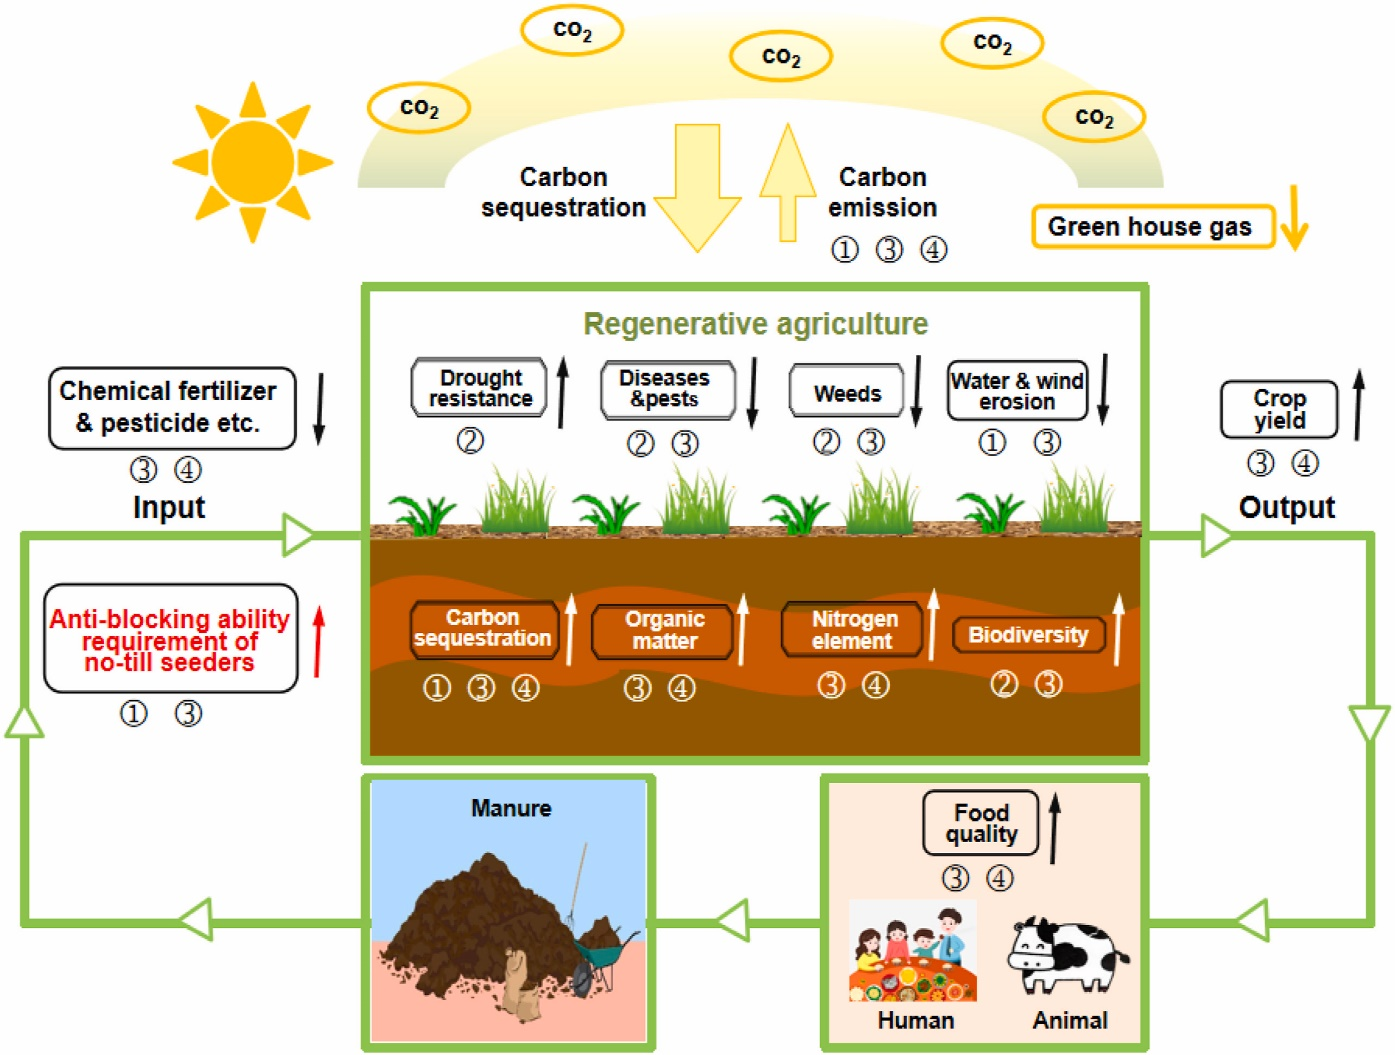 CO₂
CO₂
CO₂
CO₂
CO₂
Carbon
sequestration
Carbon
emission
① ③ ④
Green house gas
Regenerative agriculture
Chemical fertilizer
& pesticide etc.
③ ④
Input
Drought
resistance
②
Diseases
&pests
② ③
Weeds
② ③
Water & wind
erosion
① ③
Crop
yield
③ ④
Output
Anti-blocking ability
requirement of
no-till seeders
① ③
Carbon
sequestration
① ③ ④
Organic
matter
③ ④
Nitrogen
element
③ ④
Biodiversity
② ③
Manure
Food
quality
③ ④
Human
Animal